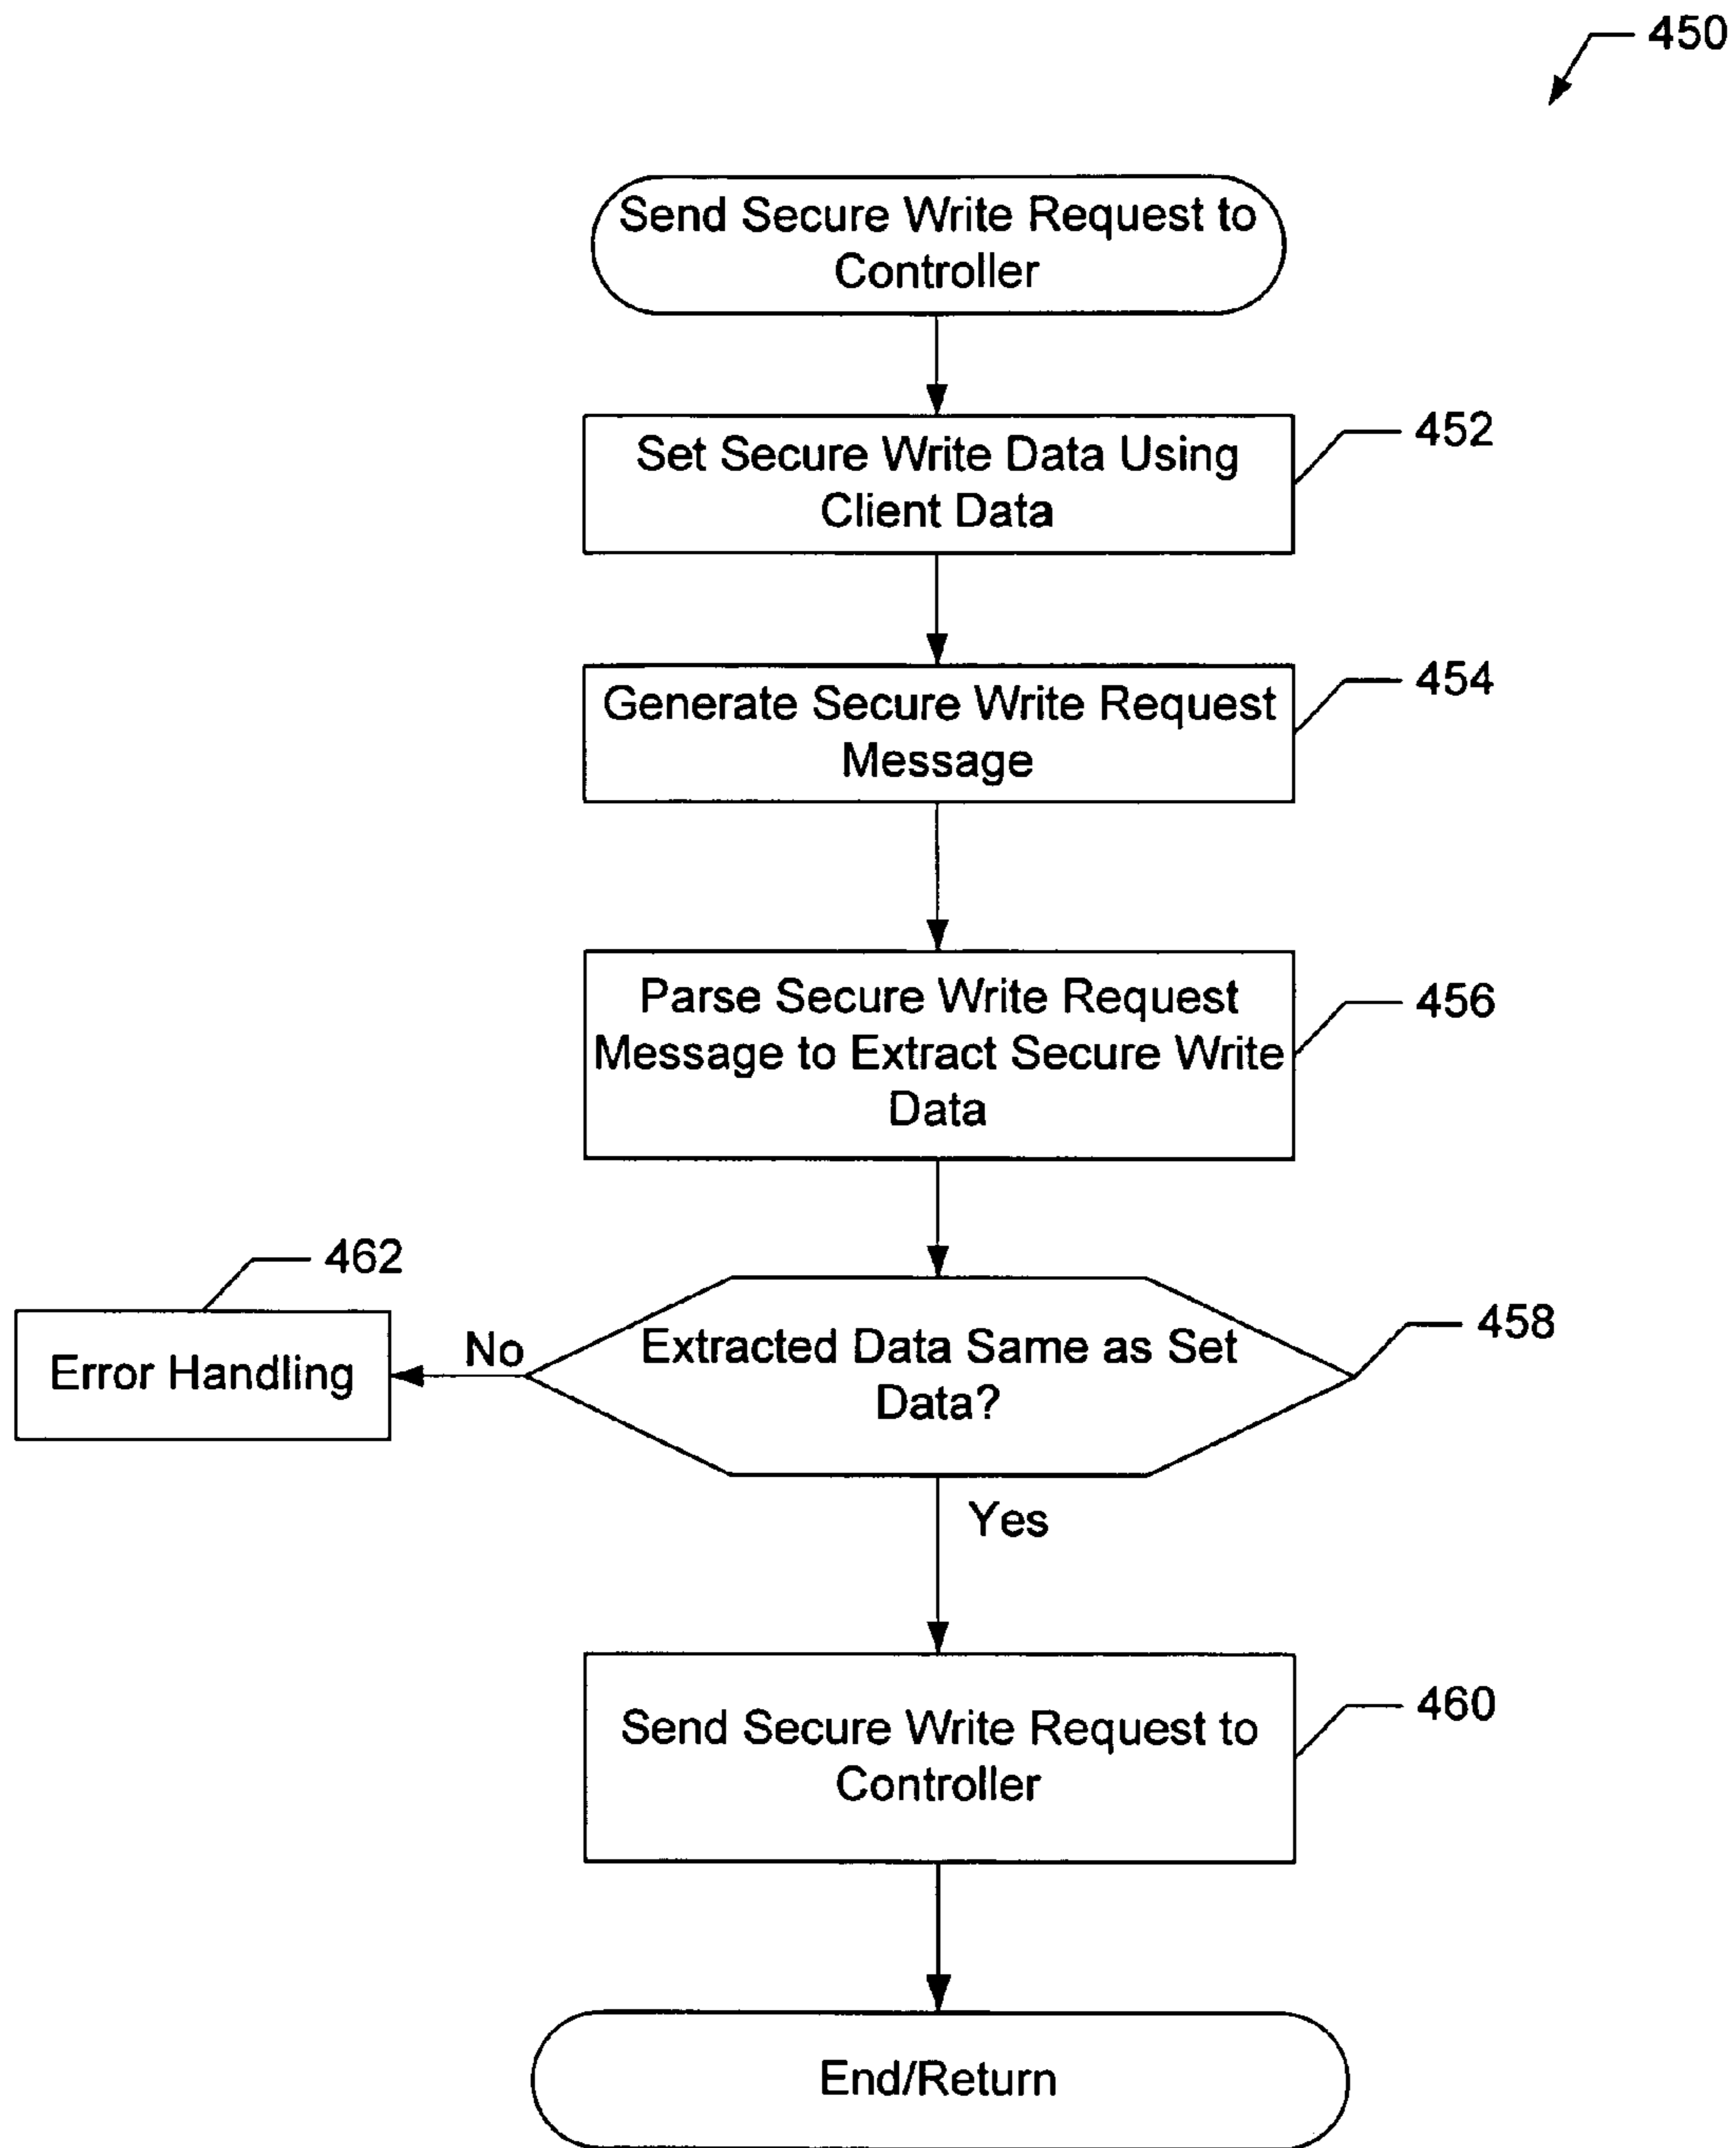 450
Send Secure Write Request to
Controller
Set Secure Write Data Using
Client Data
452
Generate Secure Write Request
Message
454
Parse Secure Write Request
Message to Extract Secure Write
Data
456
462
Error Handling
No
Extracted Data Same as Set
Data?
458
Yes
Send Secure Write Request to
Controller
460
End/Return